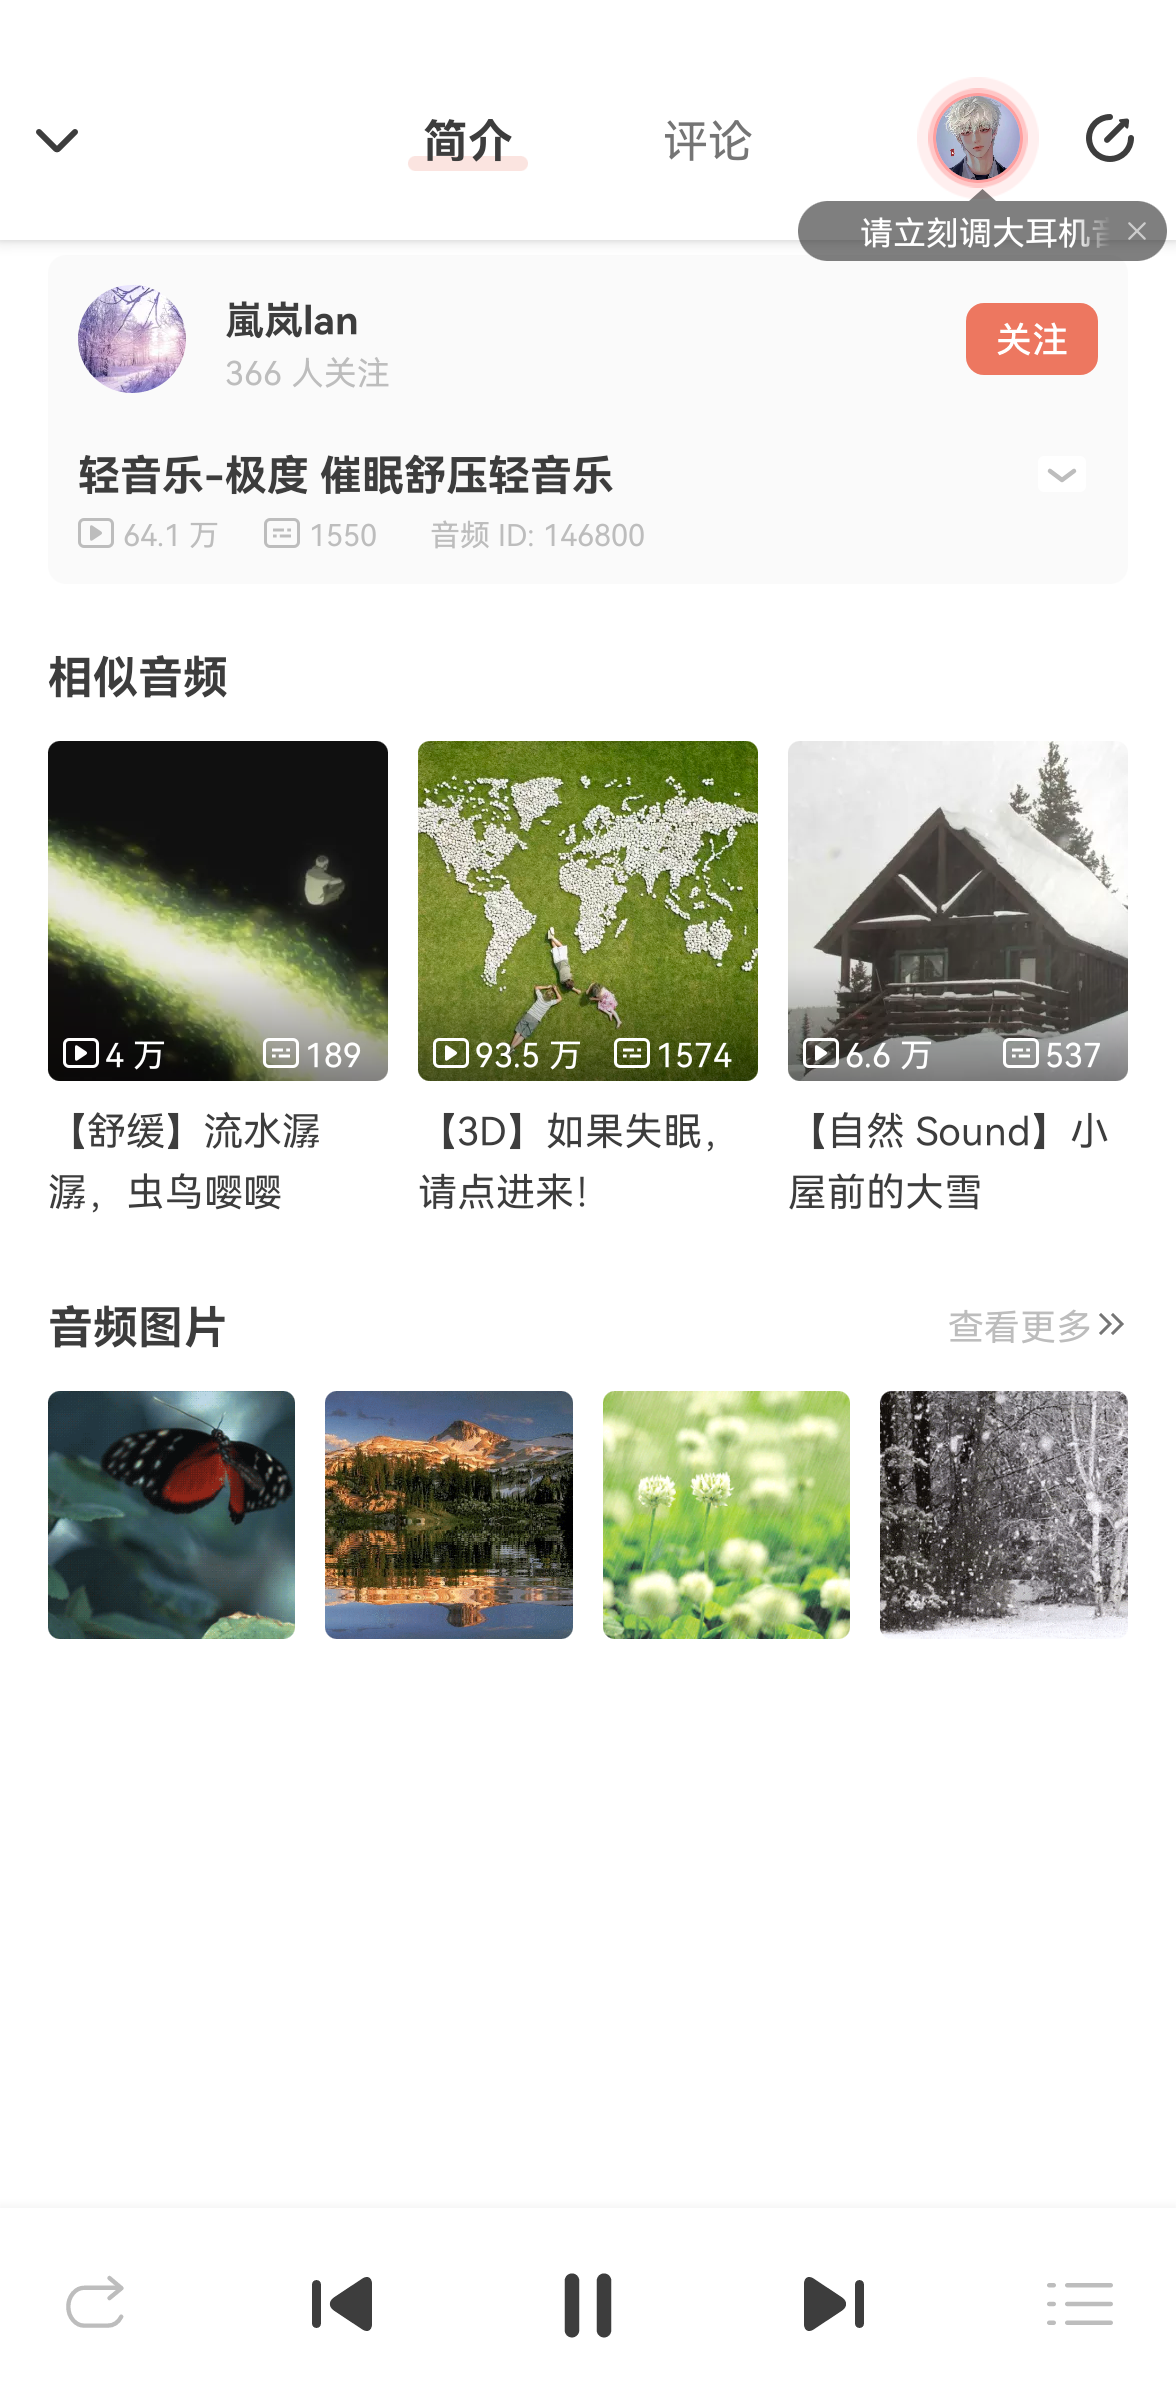 简介
评论
请立刻调大耳机
嵐岚lan
366 人关注
关注
轻音乐-极度 催眠舒压轻音乐
64.1 万
1550
音频 ID: 146800
相似音频
4 万
189
93.5 万
1574
6.6 万
537
【舒缓】流水潺
潺，虫鸟嘤嘤
【3D】如果失眠，
请点进来！
【自然 Sound】小
屋前的大雪
音频图片
查看更多